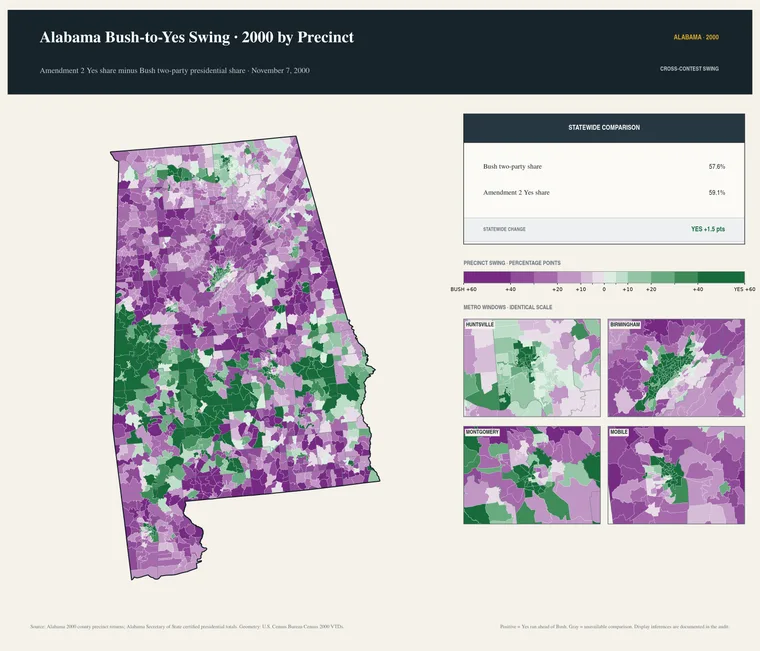 Alabama Bush-to-Yes Swing · 2000 by Precinct
ALABAMA · 2000
Amendment 2 Yes share minus Bush two-party presidential share · November 7, 2000
CROSS-CONTEST SWING
STATEWIDE COMPARISON
Bush two-party share 57.6%
Amendment 2 Yes share 59.1%
STATEWIDE CHANGE YES +1.5 pts
PRECINCT SWING · PERCENTAGE POINTS
BUSH +60 +40 +20 +10 0 +10 +20 +40 YES +60
METRO WINDOWS · IDENTICAL SCALE
HUNTSVILLE
BIRMINGHAM
MONTGOMERY
MOBILE
Source: Alabama 2000 county precinct returns; Alabama Secretary of State certified presidential totals. Geometry: U.S. Census Bureau Census 2000 VTDs.
Positive = Yes ran ahead of Bush. Gray = unavailable comparison. Display inferences are documented in the audit.